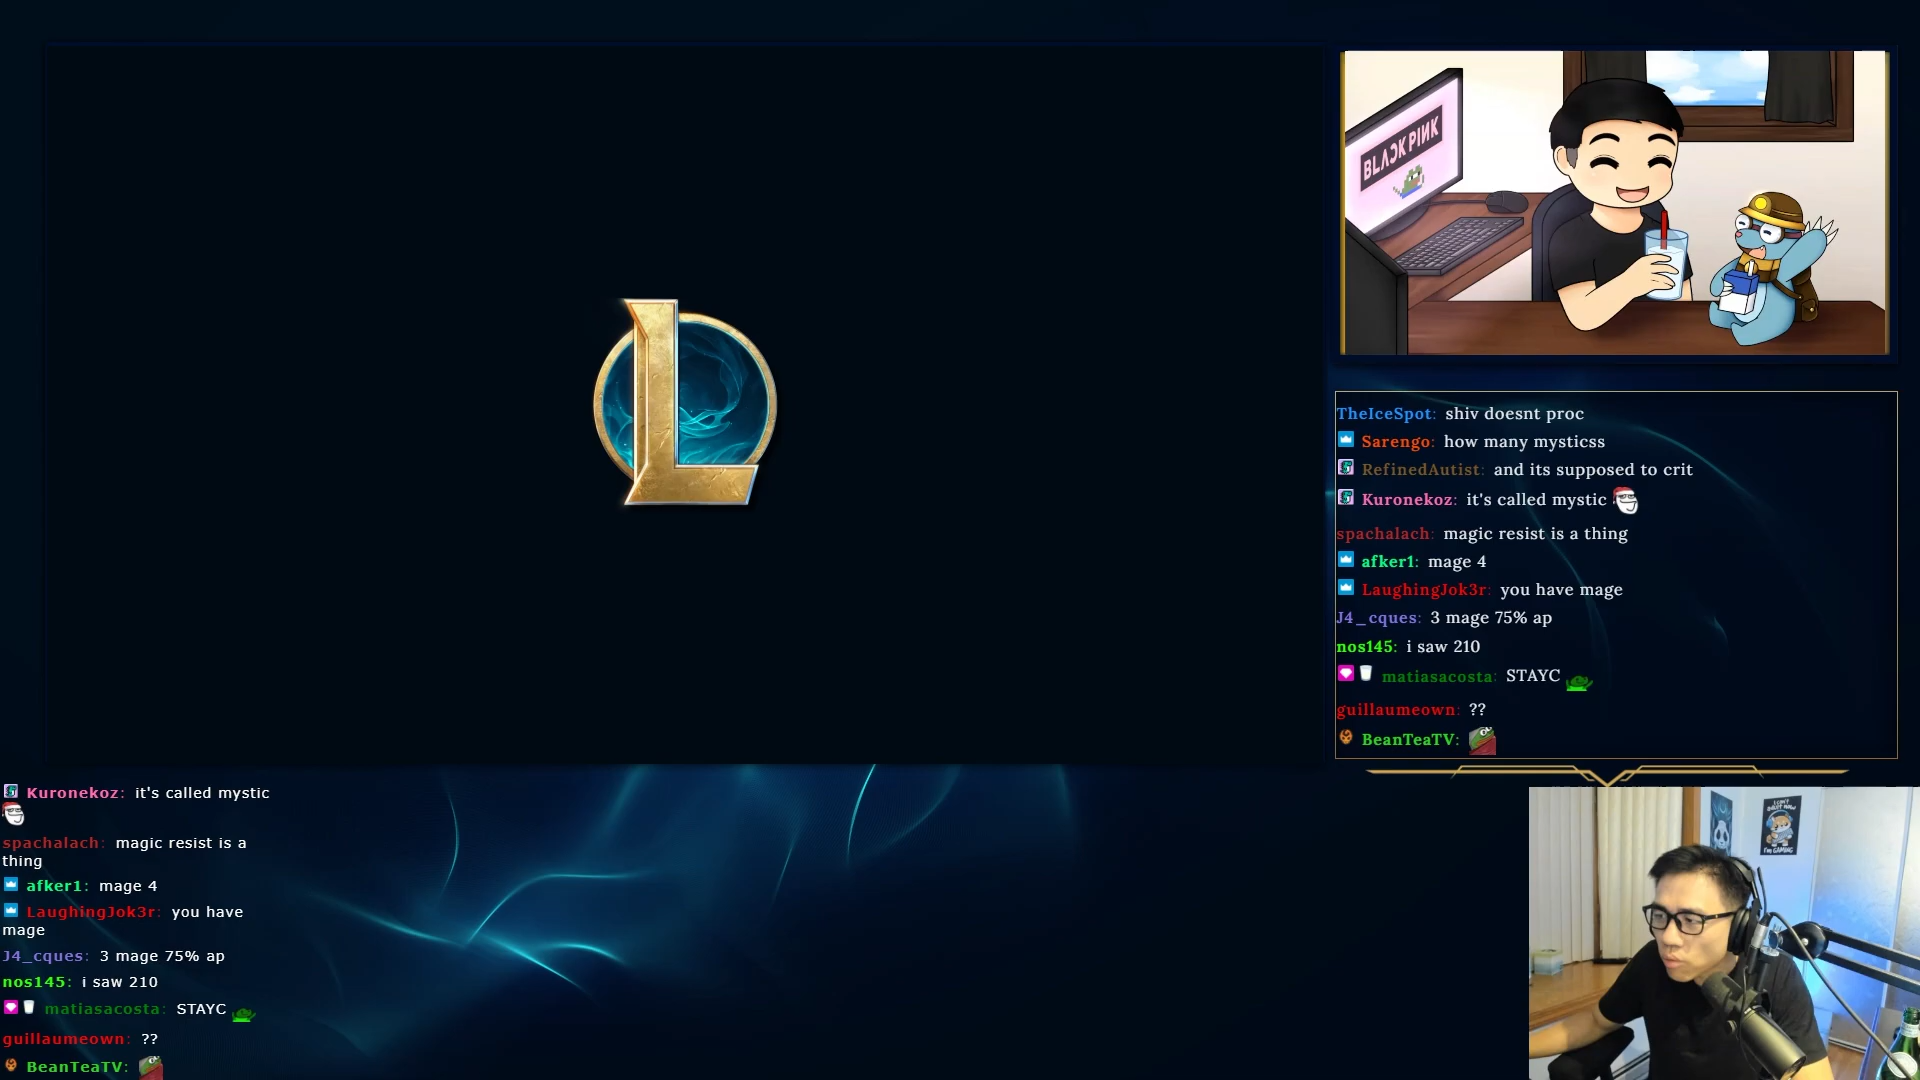 L
BLACKPINK
TheIceSpot: shiv doesnt proc
Sarengo: how many mysticss
RefinedAutist: and its supposed to crit
Kuronekoz: it's called mystic
spachalach: magic resist is a thing
afker1: mage 4
LaughingJok3r: you have mage
J4_cques: 3 mage 75% ap
nos145: i saw 210
matiasacosta: STAYC
guillaumeown: ??
BeanTeaTV:
Kuronekoz: it's called mystic
spachalach: magic resist is a
thing
afker1: mage 4
LaughingJok3r: you have
mage
J4_cques: 3 mage 75% ap
nos145: i saw 210
matiasacosta: STAYC
guillaumeown: ??
BeanTeaTV:
I'm GAMING